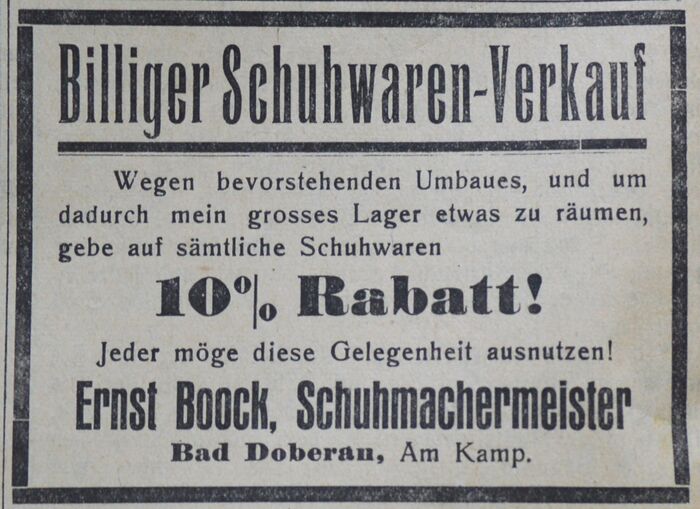 Billiger Schuhwaren-Verkauf
Wegen bevorstehenden Umbaues, und um
dadurch mein grosses Lager etwas zu räumen,
gebe auf sämtliche Schuhwaren
10% Rabatt!
Jeder möge diese Gelegenheit ausnutzen!
Ernst Boock, Schuhmachermeister
Bad Doberan, Am Kamp.